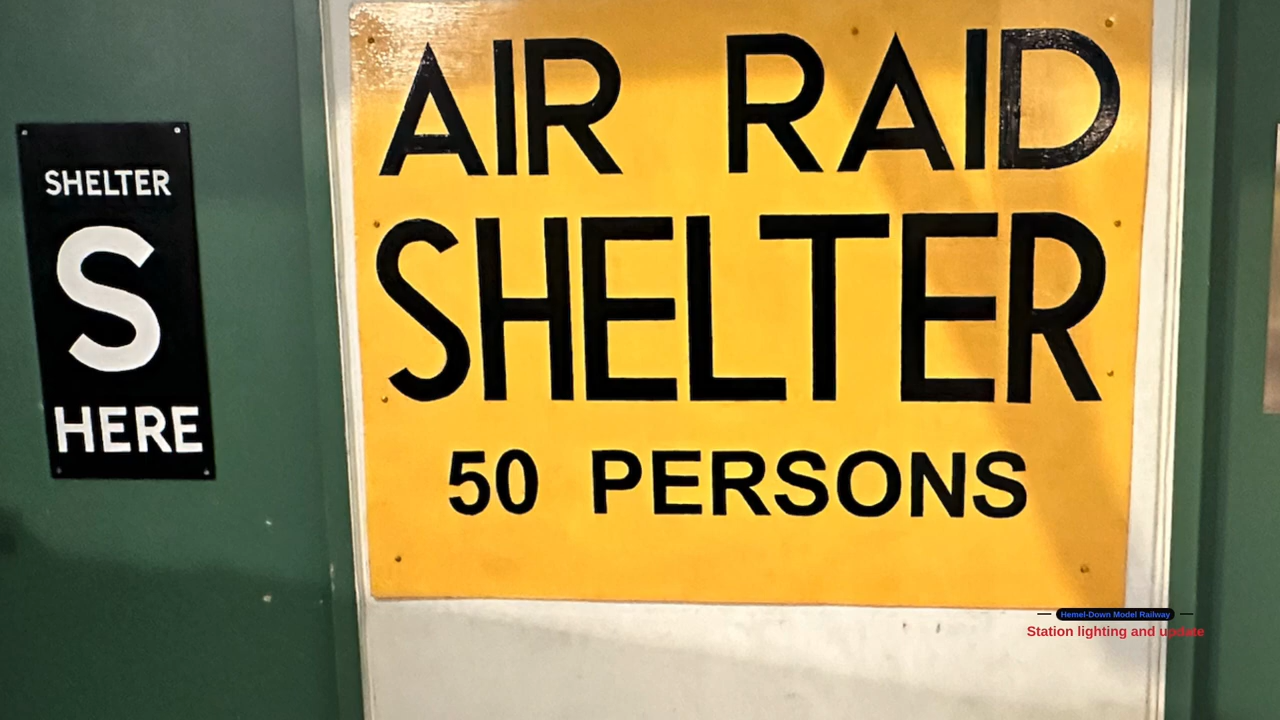 SHELTER
S
HERE
AIR RAID
SHELTER
50 PERSONS
Hemel-Down Model Railway
Station lighting and update